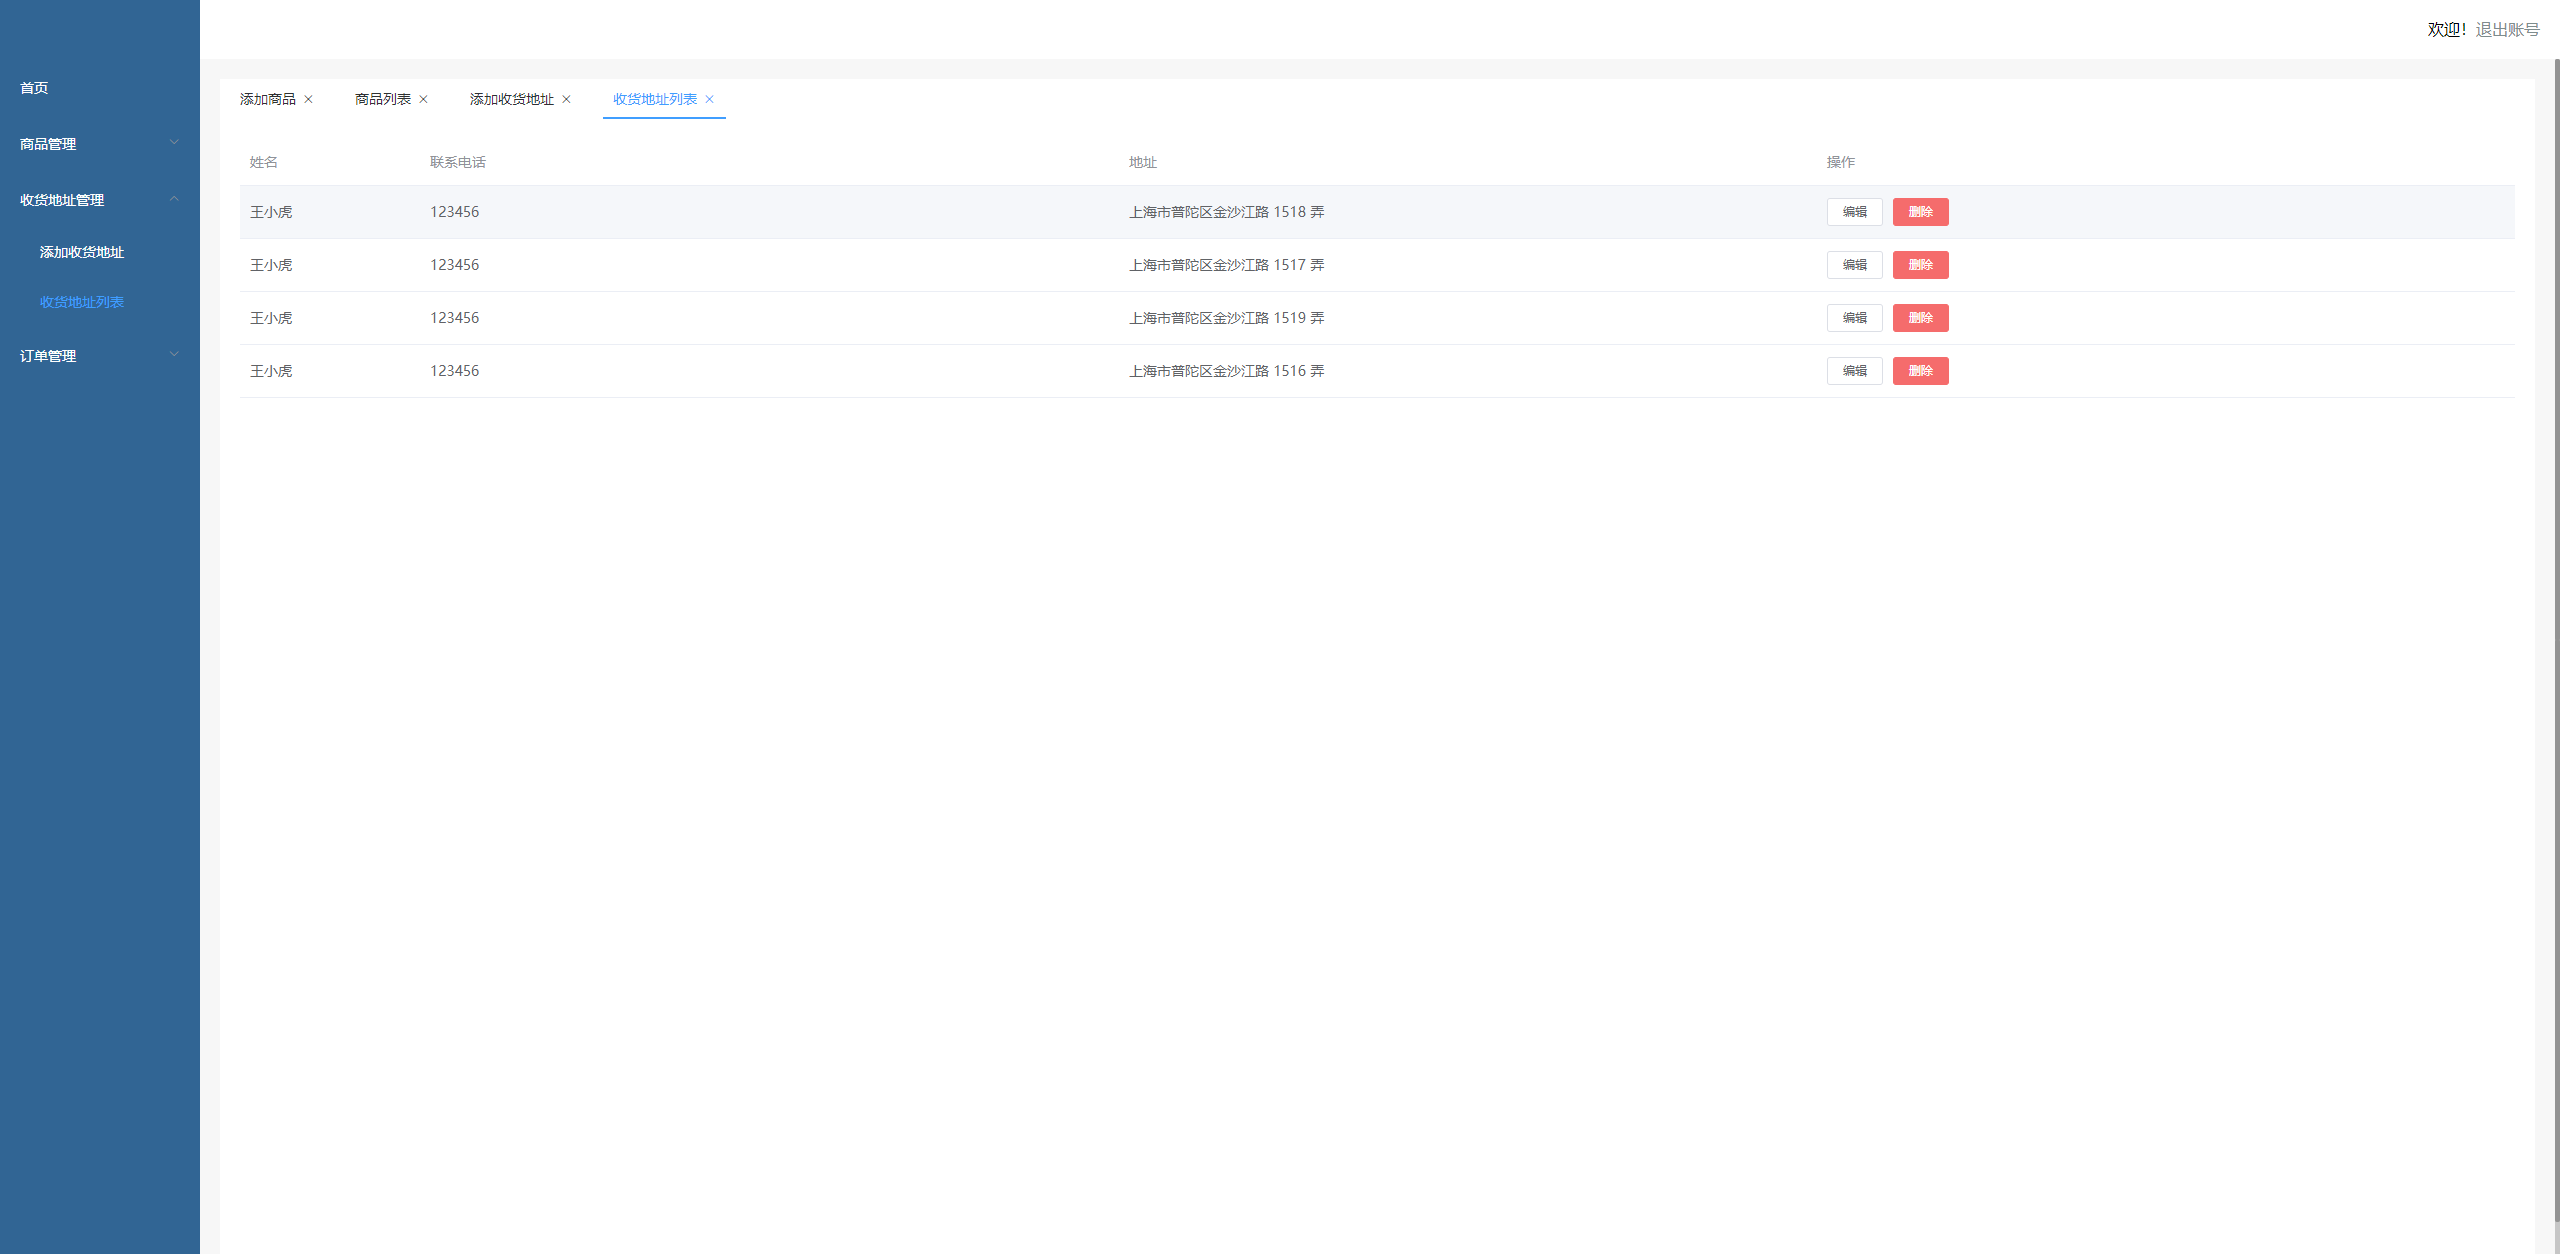 欢迎！ 退出账号
首页
商品管理
收货地址管理
添加收货地址
收货地址列表
订单管理
添加商品 商品列表 添加收货地址 收货地址列表
姓名 联系电话 地址 操作
王小虎 123456 上海市普陀区金沙江路 1518 弄 编辑 删除
王小虎 123456 上海市普陀区金沙江路 1517 弄 编辑 删除
王小虎 123456 上海市普陀区金沙江路 1519 弄 编辑 删除
王小虎 123456 上海市普陀区金沙江路 1516 弄 编辑 删除